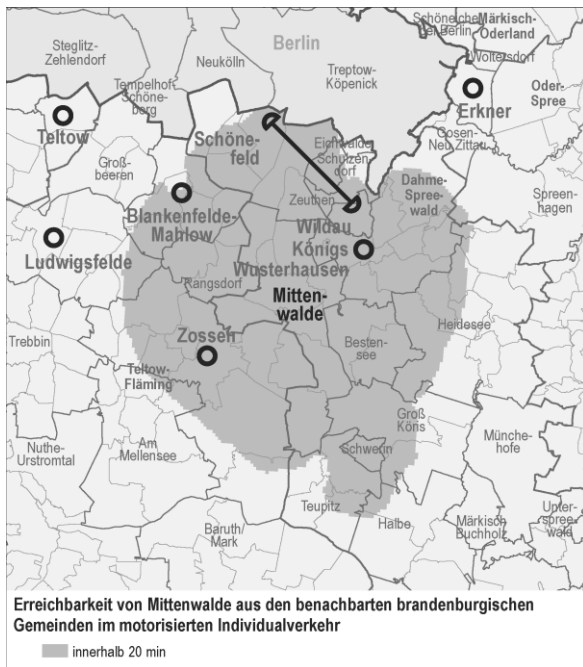 Schöneiche
bei Berlin
Märkisch-
Oderland
Steglitz-
Zehlendorf
Berlin
Woltersdorf
Neukölln
Tempelhof-
Schöne-
berg
Treptow-
Köpenick
Oder-
Spree
Erkner
Teltow
Schöne-
feld
Eichwalde
Schulzen-
dorf
Gosen-
Neu Zittau
Groß-
beeren
Zeuthen
Dahme-
Spree-
wald
Spreen-
hagen
Blankenfelde-
Mahlow
Wildau
Königs
Wusterhausen
Ludwigsfelde
Rangsdorf
Mitten-
walde
Heidesee
Zossen
Trebbin
Besten-
see
Teltow-
Fläming
Groß
Köris
Nuthe-
Urstromtal
Am
Mellensee
Schwerin
Münche-
hofe
Teupitz
Halbe
Baruth/
Mark
Märkisch
Buchholz
Unter-
spree-
wald
Erreichbarkeit von Mittenwalde aus den benachbarten brandenburgischen
Gemeinden im motorisierten Individualverkehr
innerhalb 20 min